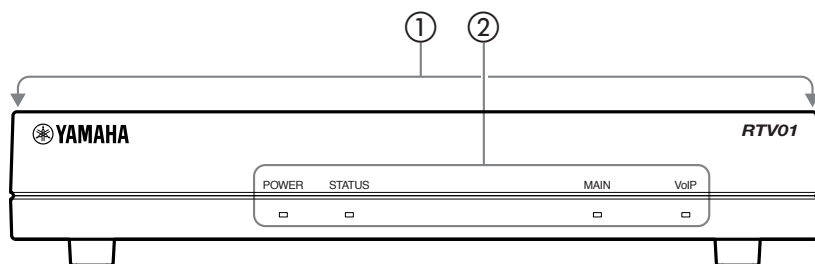 ① ②
YAMAHA RTV01
POWER STATUS MAIN VoIP